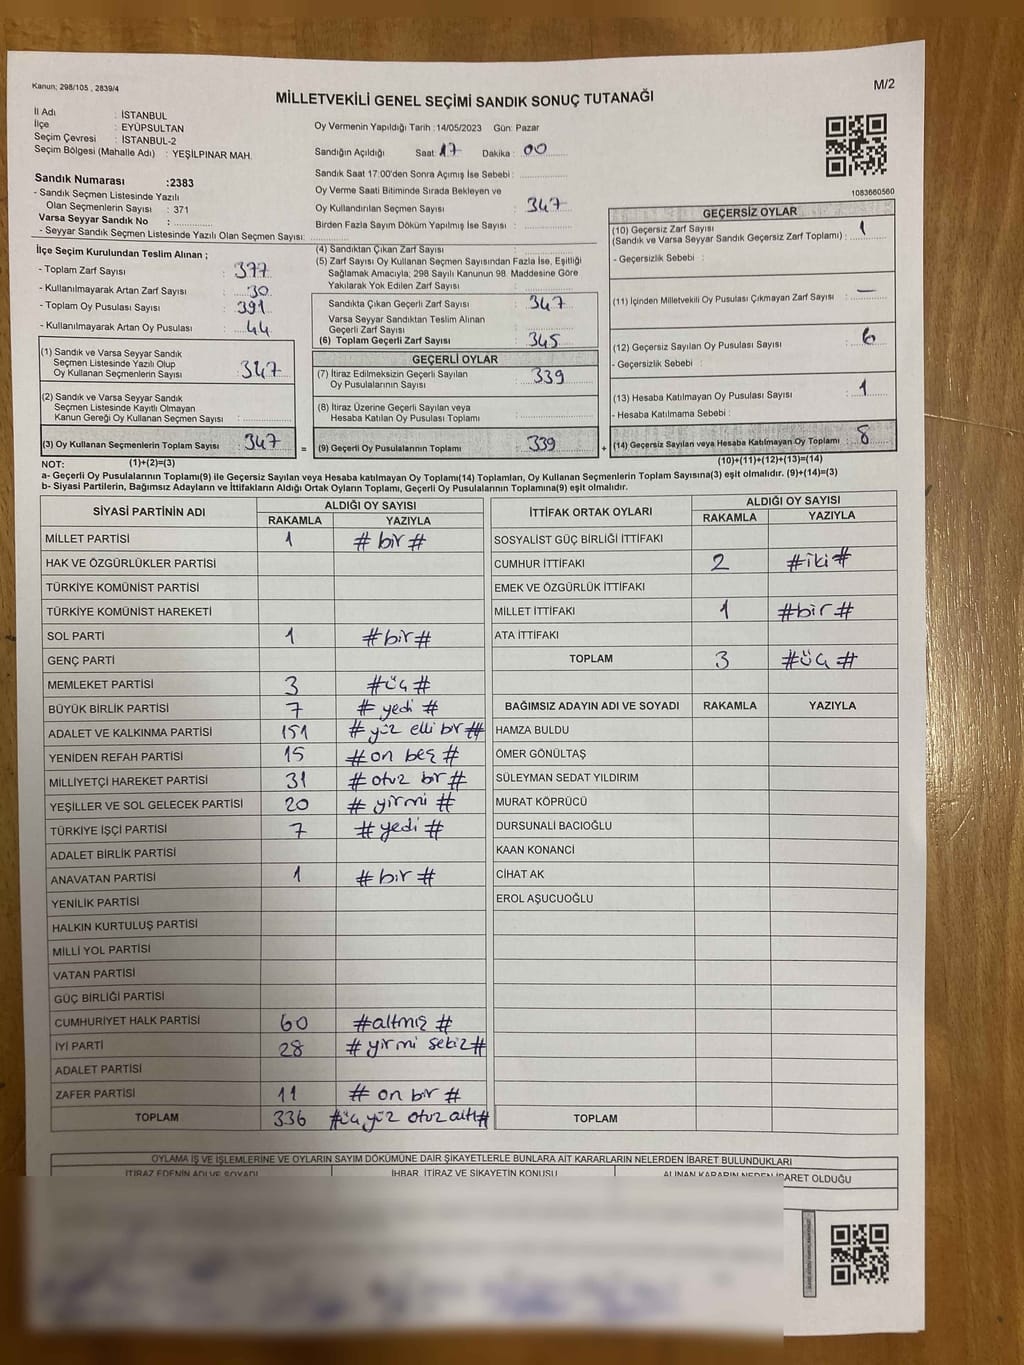 Kanun; 298/105 , 2839/4
M/2
MİLLETVEKİLİ GENEL SEÇİMİ SANDIK SONUÇ TUTANAĞI
İl Adı : İSTANBUL
İlçe : EYÜPSULTAN
Seçim Çevresi : İSTANBUL-2
Seçim Bölgesi (Mahalle Adı) : YEŞİLPINAR MAH.
Sandık Numarası :2383
- Sandık Seçmen Listesinde Yazılı
Olan Seçmenlerin Sayısı : 371
Varsa Seyyar Sandık No :
- Seyyar Sandık Seçmen Listesinde Yazılı Olan Seçmen Sayısı:
Oy Vermenin Yapıldığı Tarih :14/05/2023 Gün: Pazar
Sandığın Açıldığı Saat 17 Dakika : 00
Sandık Saat 17:00'den Sonra Açımış İse Sebebi :
Oy Verme Saati Bitiminde Sırada Bekleyen ve
Oy Kullandırılan Seçmen Sayısı : 347
Birden Fazla Sayım Döküm Yapılmış İse Sayısı :
1083660560
İlçe Seçim Kurulundan Teslim Alınan ;
- Toplam Zarf Sayısı : 377
- Kullanılmayarak Artan Zarf Sayısı : 30
- Toplam Oy Pusulası Sayısı : 391
- Kullanılmayarak Artan Oy Pusulası : 44
(1) Sandık ve Varsa Seyyar Sandık
Seçmen Listesinde Yazılı Olup
Oy Kullanan Seçmenlerin Sayısı : 347
(2) Sandık ve Varsa Seyyar Sandık
Seçmen Listesinde Kayıtlı Olmayan
Kanun Gereği Oy Kullanan Seçmen Sayısı :
(3) Oy Kullanan Seçmenlerin Toplam Sayısı : 347
(4) Sandıktan Çıkan Zarf Sayısı
(5) Zarf Sayısı Oy Kullanan Seçmen Sayısından Fazla İse, Eşitliği
Sağlamak Amacıyla; 298 Sayılı Kanunun 98. Maddesine Göre
Yakılarak Yok Edilen Zarf Sayısı :
Sandıkta Çıkan Geçerli Zarf Sayısı : 347
Varsa Seyyar Sandıktan Teslim Alınan
Geçerli Zarf Sayısı :
(6) Toplam Geçerli Zarf Sayısı : 345
GEÇERLİ OYLAR
(7) İtiraz Edilmeksizin Geçerli Sayılan
Oy Pusulalarının Sayısı : 339
(8) İtiraz Üzerine Geçerli Sayılan veya
Hesaba Katılan Oy Pusulası Toplamı :
= (9) Geçerli Oy Pusulalarının Toplamı : 339
GEÇERSİZ OYLAR
(10) Geçersiz Zarf Sayısı
(Sandık ve Varsa Seyyar Sandık Geçersiz Zarf Toplamı) : 1
- Geçersizlik Sebebi :
(11) İçinden Milletvekili Oy Pusulası Çıkmayan Zarf Sayısı : —
(12) Geçersiz Sayılan Oy Pusulası Sayısı : 6
- Geçersizlik Sebebi :
(13) Hesaba Katılmayan Oy Pusulası Sayısı : 1
- Hesaba Katılmama Sebebi :
+ (14) Geçersiz Sayılan veya Hesaba Katılmayan Oy Toplamı : 8
NOT: (1)+(2)=(3)
(10)+(11)+(12)+(13)=(14)
a- Geçerli Oy Pusulalarının Toplamı(9) ile Geçersiz Sayılan veya Hesaba katılmayan Oy Toplamı(14) Toplamları, Oy Kullanan Seçmenlerin Toplam Sayısına(3) eşit olmalıdır. (9)+(14)=(3)
b- Siyasi Partilerin, Bağımsız Adayların ve İttifakların Aldığı Ortak Oyların Toplamı, Geçerli Oy Pusulalarının Toplamına(9) eşit olmalıdır.
SİYASİ PARTİNİN ADI ALDIĞI OY SAYISI
RAKAMLA YAZIYLA
MİLLET PARTİSİ 1 # bir #
HAK VE ÖZGÜRLÜKLER PARTİSİ
TÜRKİYE KOMÜNİST PARTİSİ
TÜRKİYE KOMÜNİST HAREKETİ
SOL PARTİ 1 # bir #
GENÇ PARTİ
MEMLEKET PARTİSİ 3 # üç #
BÜYÜK BİRLİK PARTİSİ 7 # yedi #
ADALET VE KALKINMA PARTİSİ 151 # yüz elli bir #
YENİDEN REFAH PARTİSİ 15 # on beş #
MİLLİYETÇİ HAREKET PARTİSİ 31 # otuz bir #
YEŞİLLER VE SOL GELECEK PARTİSİ 20 # yirmi #
TÜRKİYE İŞÇİ PARTİSİ 7 # yedi #
ADALET BİRLİK PARTİSİ
ANAVATAN PARTİSİ 1 # bir #
YENİLİK PARTİSİ
HALKIN KURTULUŞ PARTİSİ
MİLLİ YOL PARTİSİ
VATAN PARTİSİ
GÜÇ BİRLİĞİ PARTİSİ
CUMHURİYET HALK PARTİSİ 60 # altmış #
İYİ PARTİ 28 # yirmi sekiz #
ADALET PARTİSİ
ZAFER PARTİSİ 11 # on bir #
TOPLAM 336 # üç yüz otuz altı #
İTTİFAK ORTAK OYLARI ALDIĞI OY SAYISI
RAKAMLA YAZIYLA
SOSYALİST GÜÇ BİRLİĞİ İTTİFAKI
CUMHUR İTTİFAKI 2 # iki #
EMEK VE ÖZGÜRLÜK İTTİFAKI
MİLLET İTTİFAKI 1 # bir #
ATA İTTİFAKI
TOPLAM 3 # üç #
BAĞIMSIZ ADAYIN ADI VE SOYADI RAKAMLA YAZIYLA
HAMZA BULDU
ÖMER GÖNÜLTAŞ
SÜLEYMAN SEDAT YILDIRIM
MURAT KÖPRÜCÜ
DURSUNALİ BACIOĞLU
KAAN KONANCİ
CİHAT AK
EROL AŞUCUOĞLU
TOPLAM
OYLAMA İŞ VE İŞLEMLERİNE VE OYLARIN SAYIM DÖKÜMÜNE DAİR ŞİKAYETLERLE BUNLARA AİT KARARLARIN NELERDEN İBARET BULUNDUKLARI
İTİRAZ EDENİN ADI VE SOYADI İHBAR, İTİRAZ VE ŞİKAYETİN KONUSU ALINAN KARARIN NEDEN İBARET OLDUĞU